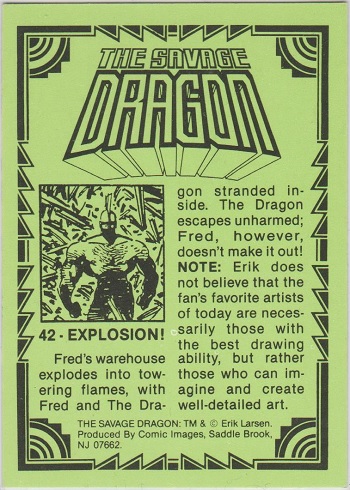 THE SAVAGE
DRAGON
42 - EXPLOSION!
Fred's warehouse
explodes into tow-
ering flames, with
Fred and The Dra-
gon stranded in-
side. The Dragon
escapes unharmed;
Fred, however,
doesn't make it out!
NOTE: Erik does
not believe that the
fan's favorite artists
of today are neces-
sarily those with
the best drawing
ability, but rather
those who can im-
agine and create
well-detailed art.
THE SAVAGE DRAGON: TM & © Erik Larsen.
Produced By Comic Images, Saddle Brook,
NJ 07662.